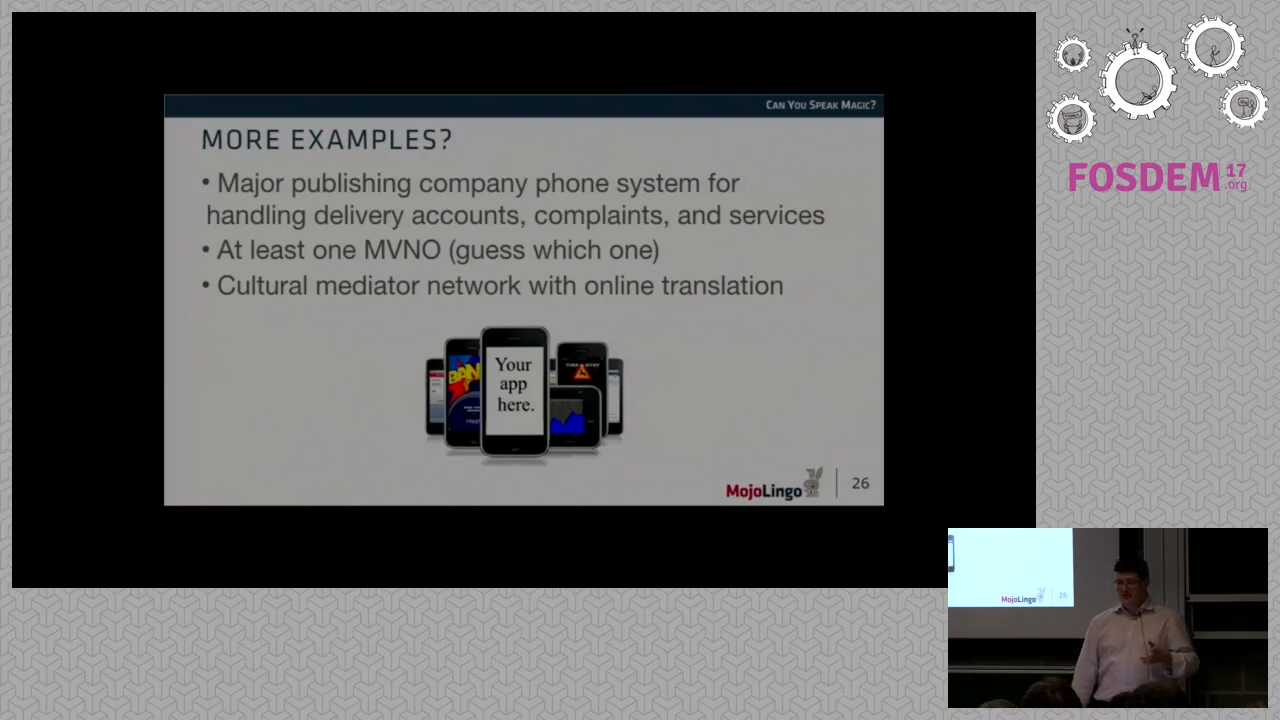 CAN YOU SPEAK MAGIC?
MORE EXAMPLES?
• Major publishing company phone system for
handling delivery accounts, complaints, and services
• At least one MVNO (guess which one)
• Cultural mediator network with online translation
Your
app
here.
MojoLingo
26
FOSDEM 17
.org
MojoLingo
26